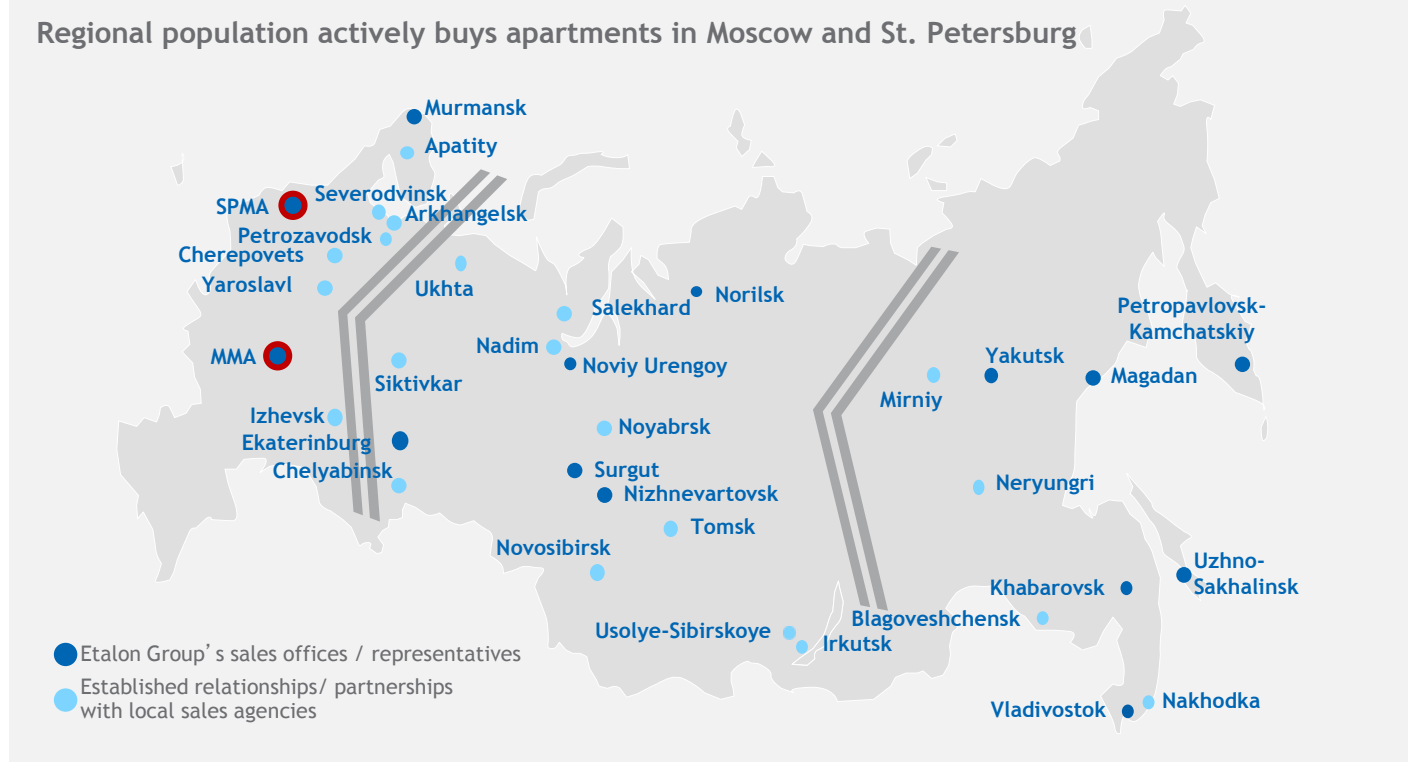 Regional population actively buys apartments in Moscow and St. Petersburg
Murmansk
Apatity
Severodvinsk
SPMA
Arkhangelsk
Petrozavodsk
Cherepovets
Yaroslavl
Ukhta
Salekhard
Norilsk
Petropavlovsk-
Kamchatskiy
Nadim
MMA
Noviy Urengoy
Yakutsk
Magadan
Siktivkar
Mirniy
Izhevsk
Noyabrsk
Ekaterinburg
Chelyabinsk
Surgut
Nizhnevartovsk
Neryungri
Tomsk
Novosibirsk
Uzhno-
Sakhalinsk
Khabarovsk
Blagoveshchensk
Usolye-Sibirskoye
Irkutsk
Etalon Group's sales offices / representatives
Established relationships/ partnerships
with local sales agencies
Nakhodka
Vladivostok